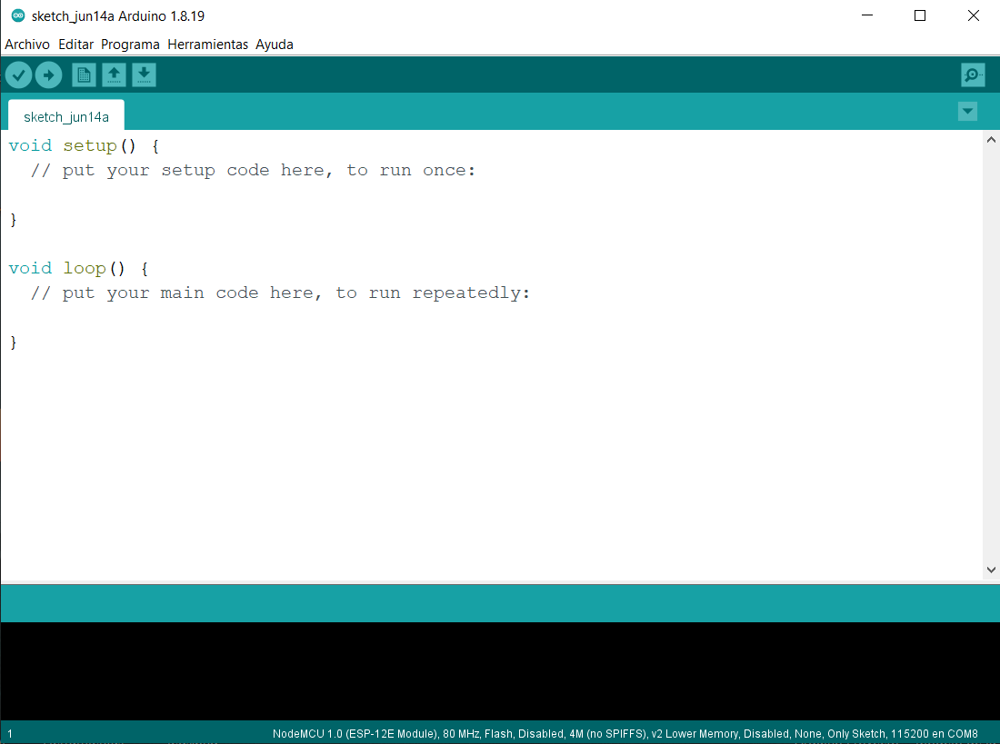 sketch_jun14a Arduino 1.8.19
Archivo Editar Programa Herramientas Ayuda
sketch_jun14a
void setup() {
  // put your setup code here, to run once:
}
void loop() {
  // put your main code here, to run repeatedly:
}
1 NodeMCU 1.0 (ESP-12E Module), 80 MHz, Flash, Disabled, 4M (no SPIFFS), v2 Lower Memory, Disabled, None, Only Sketch, 115200 en COM8